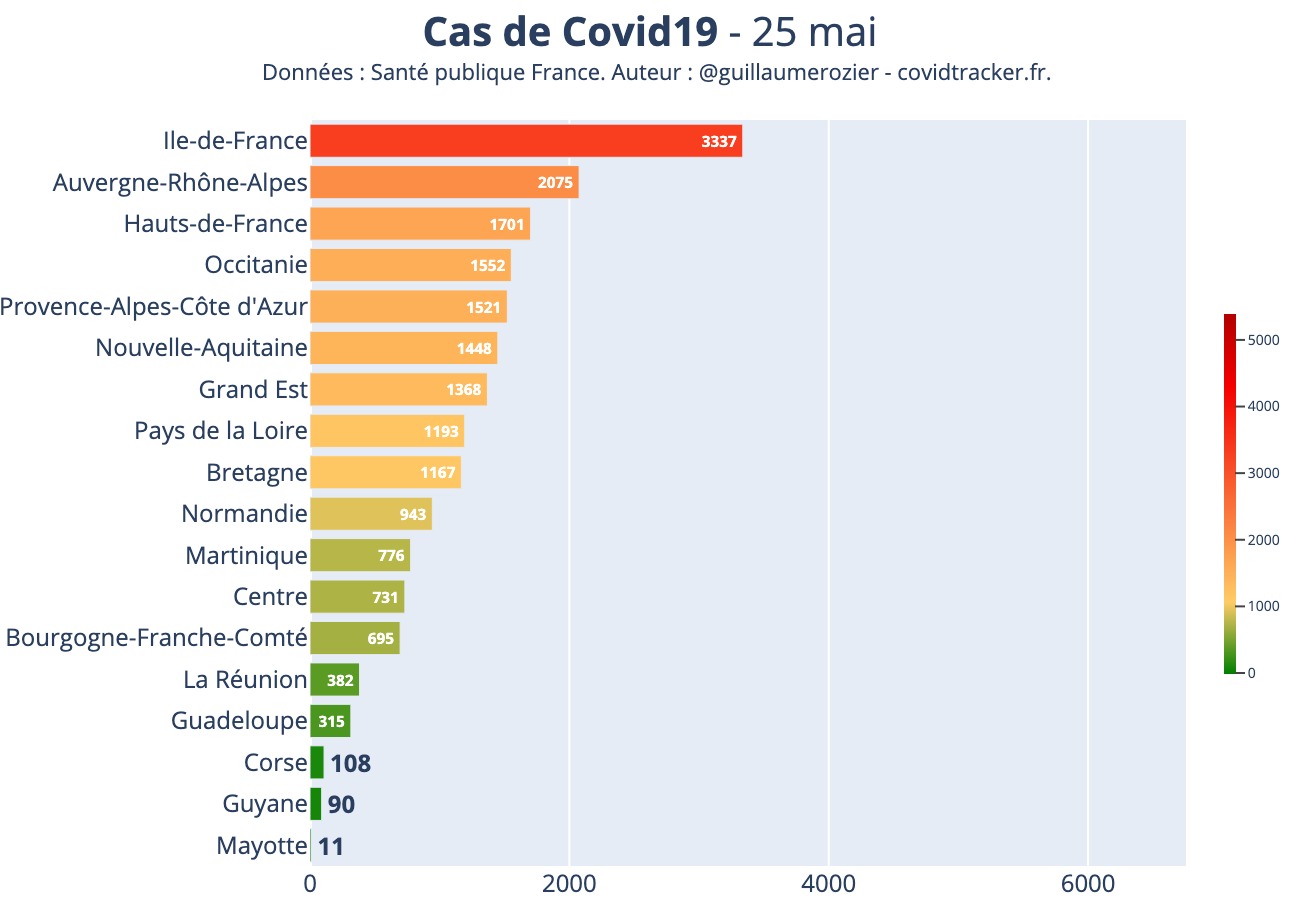 Cas de Covid19 - 25 mai
Données : Santé publique France. Auteur : @guillaumerozier - covidtracker.fr.
Ile-de-France 3337
Auvergne-Rhône-Alpes 2075
Hauts-de-France 1701
Occitanie 1552
Provence-Alpes-Côte d'Azur 1521
Nouvelle-Aquitaine 1448
Grand Est 1368
Pays de la Loire 1193
Bretagne 1167
Normandie 943
Martinique 776
Centre 731
Bourgogne-Franche-Comté 695
La Réunion 382
Guadeloupe 315
Corse 108
Guyane 90
Mayotte 11
0 2000 4000 6000
5000
4000
3000
2000
1000
0